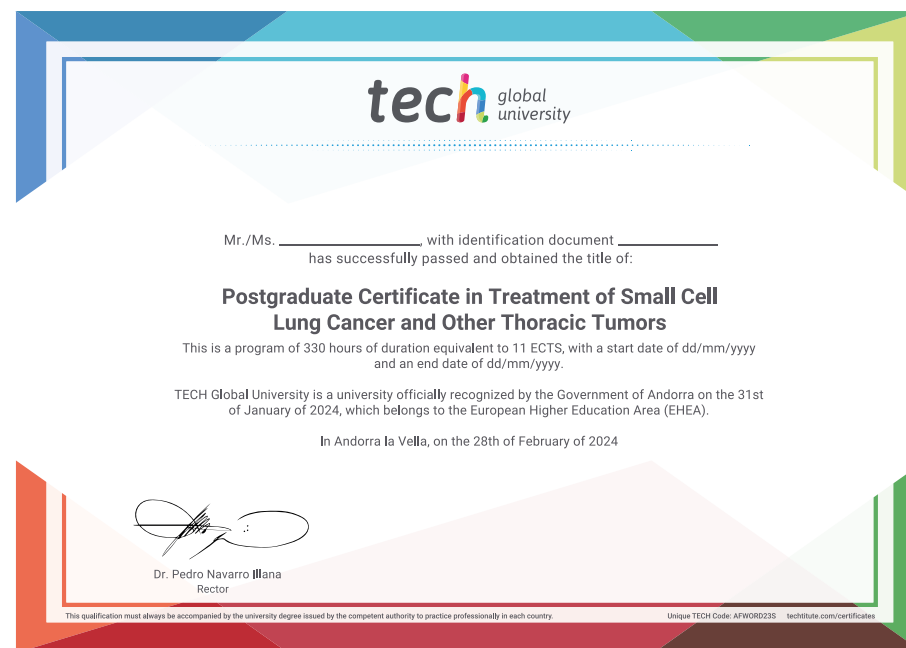 tech global
university
Mr./Ms. ____________________, with identification document ______________
has successfully passed and obtained the title of:
Postgraduate Certificate in Treatment of Small Cell
Lung Cancer and Other Thoracic Tumors
This is a program of 330 hours of duration equivalent to 11 ECTS, with a start date of dd/mm/yyyy
and an end date of dd/mm/yyyy.
TECH Global University is a university officially recognized by the Government of Andorra on the 31st
of January of 2024, which belongs to the European Higher Education Area (EHEA).
In Andorra la Vella, on the 28th of February of 2024
Dr. Pedro Navarro Illana
Rector
This qualification must always be accompanied by the university degree issued by the competent authority to practice professionally in each country.
Unique TECH Code: AFWORD23S techtitute.com/certificates